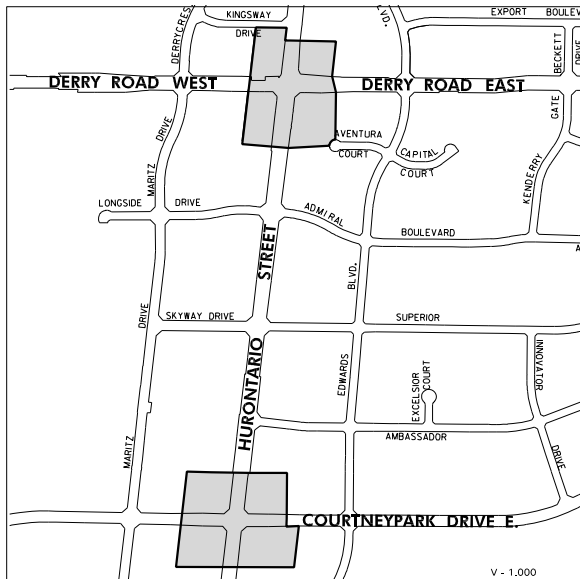 KINGSWAY
DRIVE
DERRYCRES
BLVD.
EXPORT BOULEV
BECKETT
DRIVE
DERRY ROAD WEST
DERRY ROAD EAST
GATE
DRIVE
AVENTURA
COURT
CAPITAL
COURT
MARITZ
KENDERRY
LONGSIDE DRIVE
ADMIRAL
BOULEVARD
A
STREET
BLVD.
DRIVE
SKYWAY DRIVE
SUPERIOR
HURONTARIO
EDWARDS
EXCELSIOR
COURT
INNOVATOR
AMBASSADOR
MARITZ
DRIVE
COURTNEYPARK DRIVE E.
V - 1.000